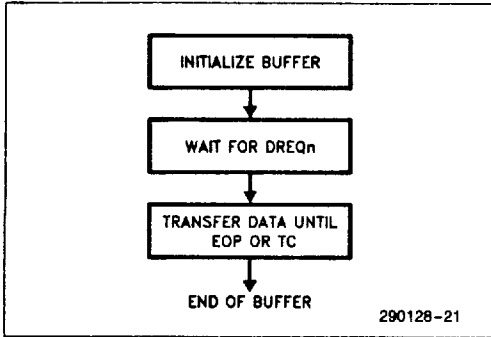 INITIALIZE BUFFER
WAIT FOR DREQn
TRANSFER DATA UNTIL
EOP OR TC
END OF BUFFER
290128-21